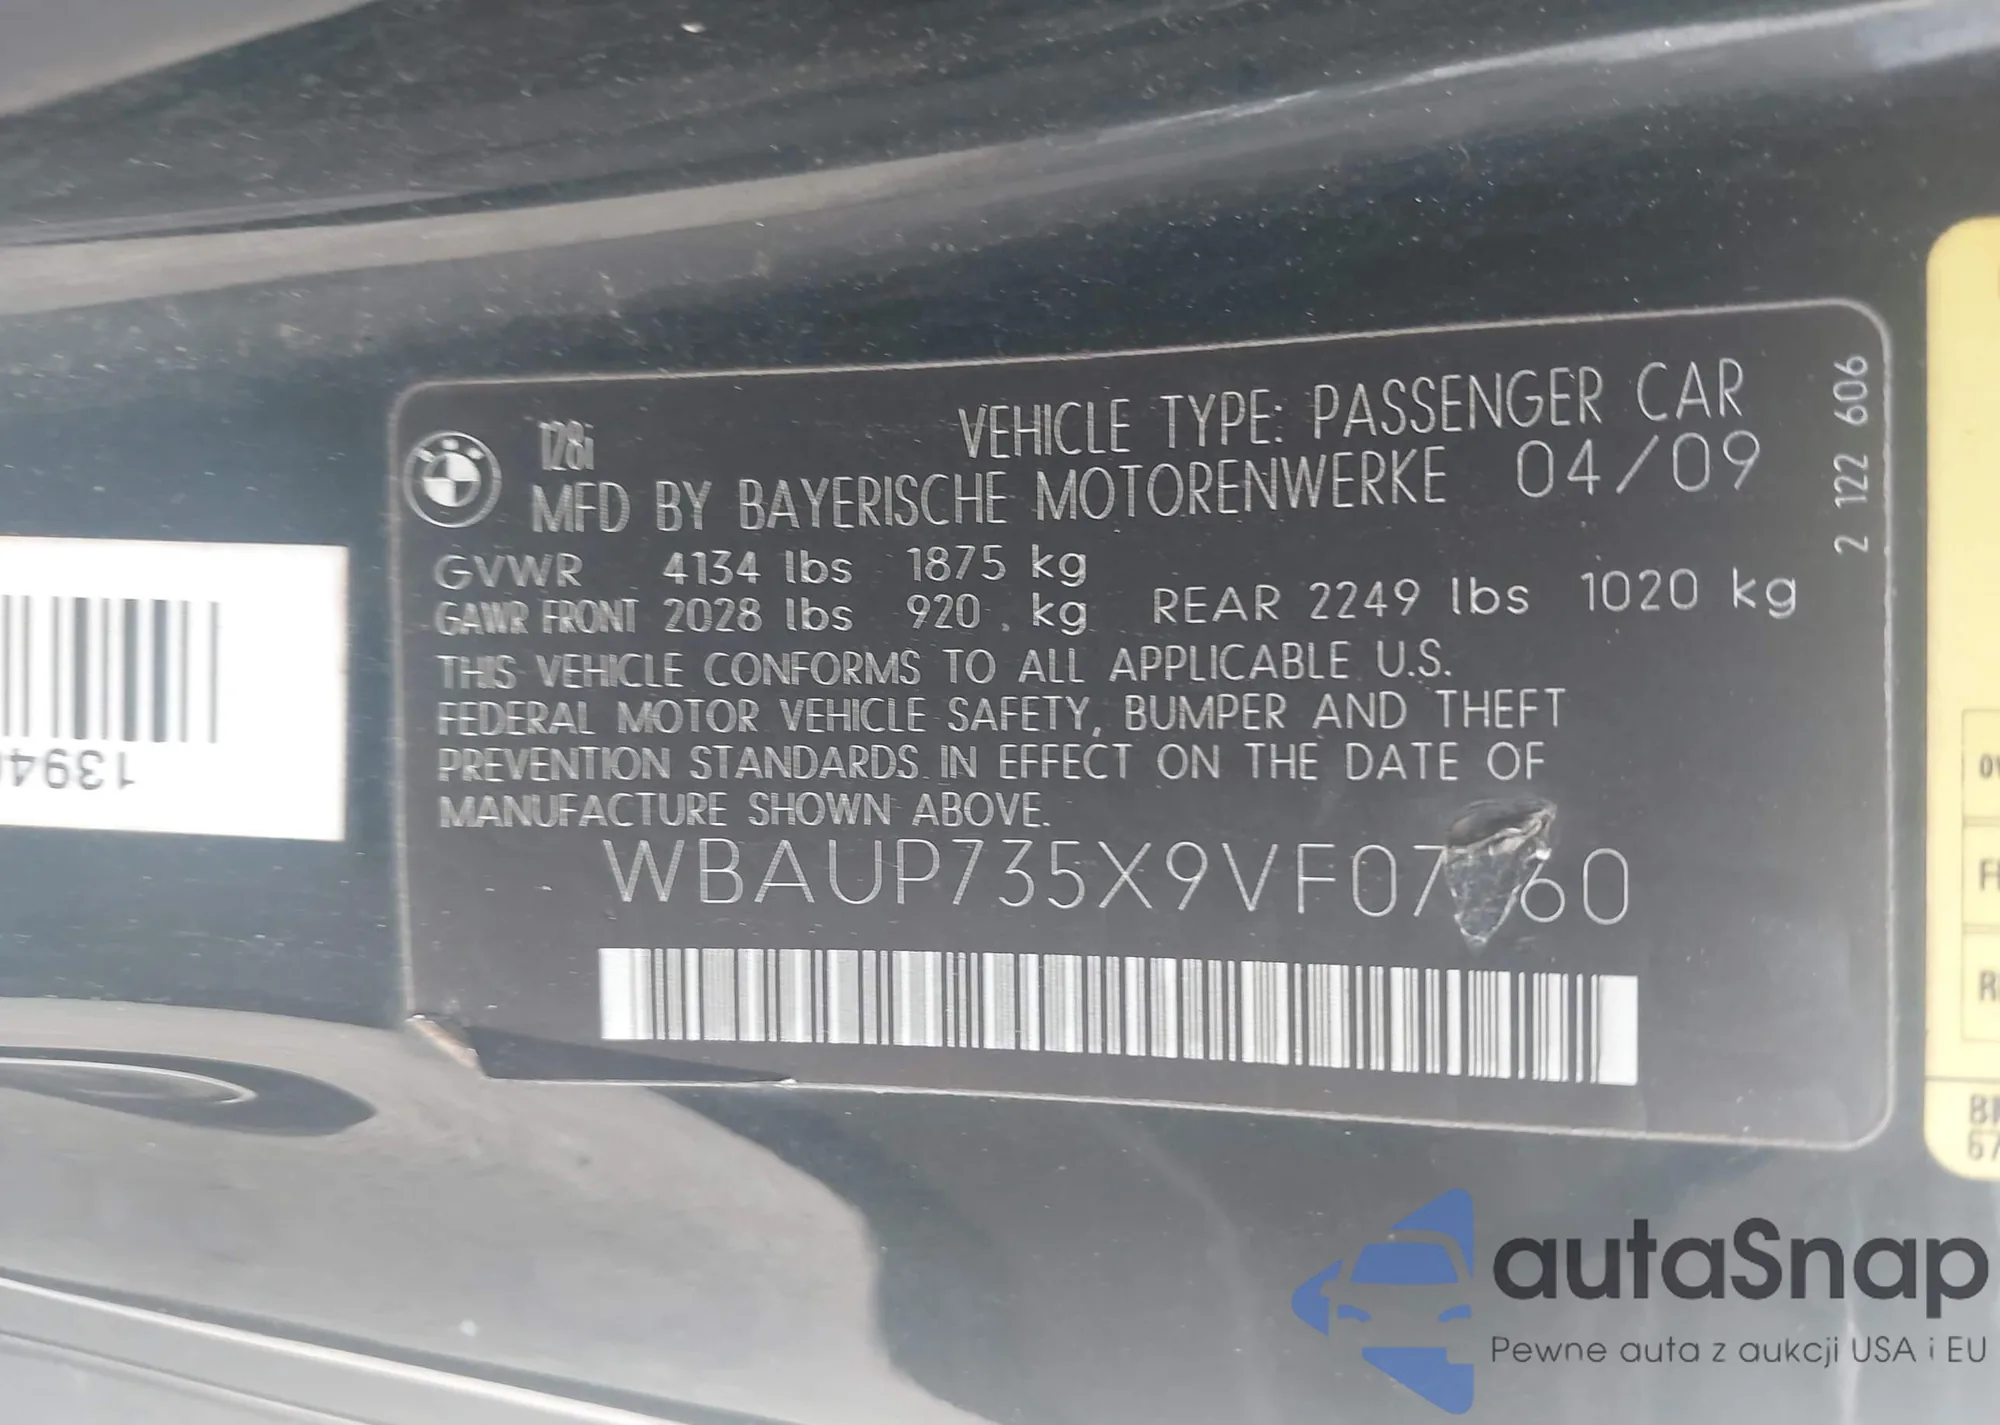 128i
VEHICLE TYPE: PASSENGER CAR
MFD BY BAYERISCHE MOTORENWERKE 04/09
GVWR 4134 lbs 1875 kg
GAWR FRONT 2028 lbs 920 kg REAR 2249 lbs 1020 kg
THIS VEHICLE CONFORMS TO ALL APPLICABLE U.S.
FEDERAL MOTOR VEHICLE SAFETY, BUMPER AND THEFT
PREVENTION STANDARDS IN EFFECT ON THE DATE OF
MANUFACTURE SHOWN ABOVE.
2 122 606
autaSnap
Pewne auta z aukcji USA i EU